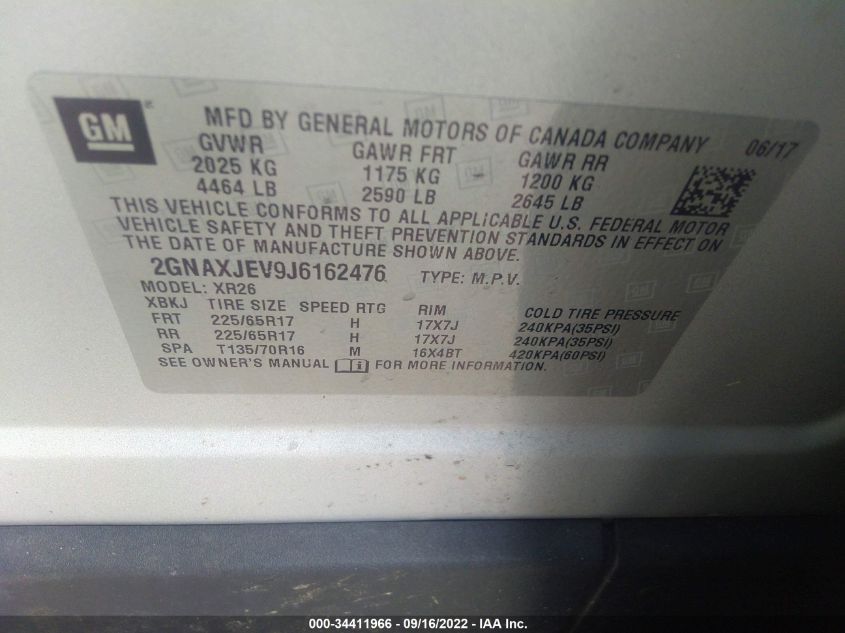 GM
MFD BY GENERAL MOTORS OF CANADA COMPANY 06/17
GVWR GAWR FRT GAWR RR
2025 KG 1175 KG 1200 KG
4464 LB 2590 LB 2645 LB
THIS VEHICLE CONFORMS TO ALL APPLICABLE U.S. FEDERAL MOTOR
VEHICLE SAFETY AND THEFT PREVENTION STANDARDS IN EFFECT ON
THE DATE OF MANUFACTURE SHOWN ABOVE.
2GNAXJEV9J6162476 TYPE: M.P.V.
MODEL: XR26
XBKJ TIRE SIZE SPEED RTG RIM COLD TIRE PRESSURE
FRT 225/65R17 H 17X7J 240KPA(35PSI)
RR 225/65R17 H 17X7J 240KPA(35PSI)
SPA T135/70R16 M 16X4BT 420KPA(60PSI)
SEE OWNER'S MANUAL FOR MORE INFORMATION.
000-34411966 - 09/16/2022 - IAA Inc.